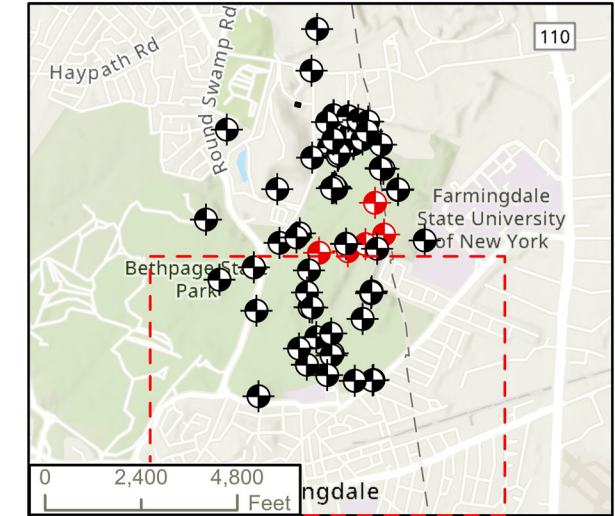 110
Haypath Rd
Round Swamp Rd
Farmingdale
State University
of New York
Bethpage Sta
Park
0 2,400 4,800
Feet
ngdale